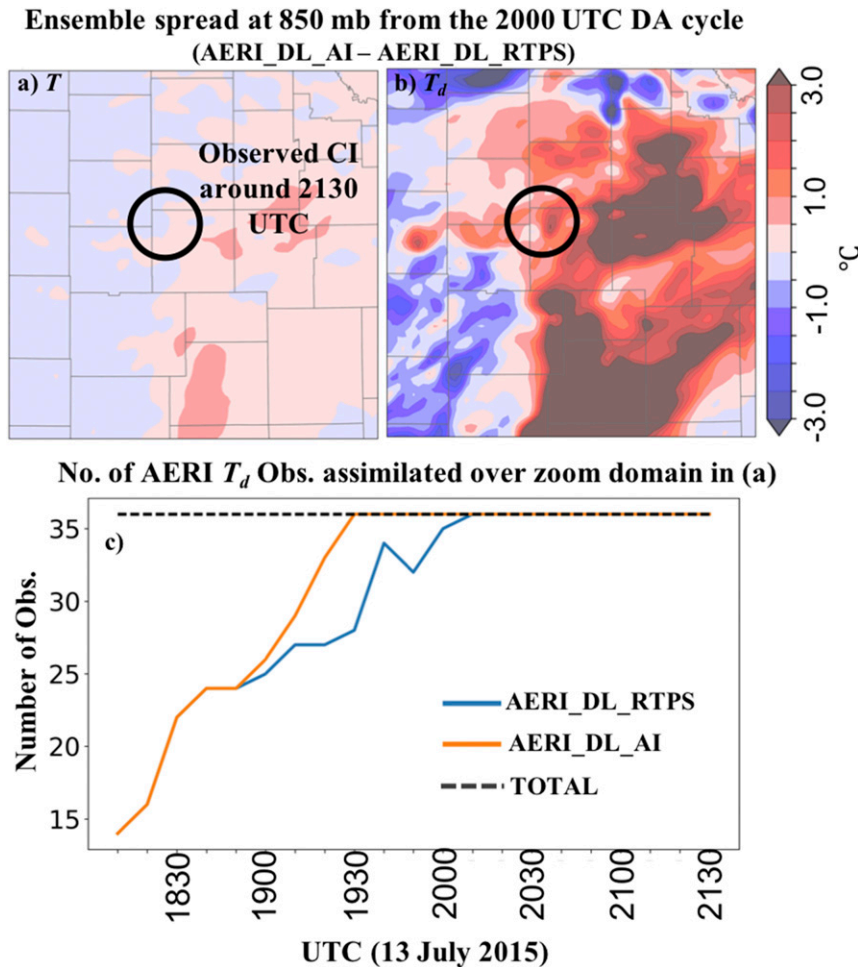 Ensemble spread at 850 mb from the 2000 UTC DA cycle
(AERI_DL_AI – AERI_DL_RTPS)
a) T
b) Td
Observed CI
around 2130
UTC
3.0
1.0
-1.0
-3.0
°C
No. of AERI Td Obs. assimilated over zoom domain in (a)
c)
Number of Obs.
35
30
25
20
15
AERI_DL_RTPS
AERI_DL_AI
TOTAL
1830
1900
1930
2000
2030
2100
2130
UTC (13 July 2015)